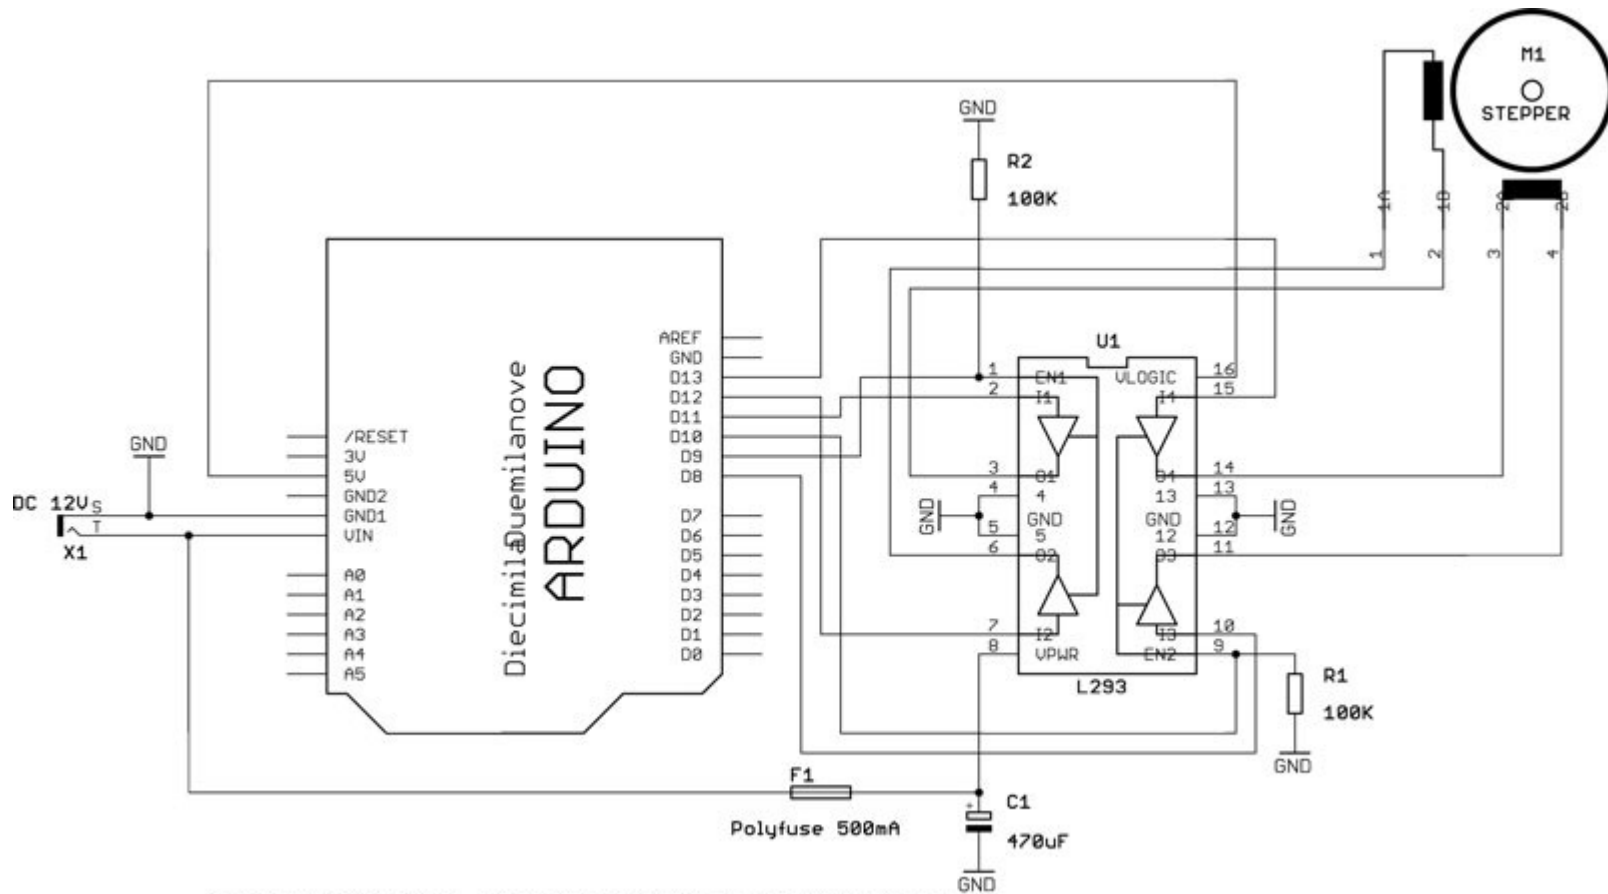 M1
STEPPER
1A
1B
2A
2B
1
2
3
4
GND
R2
100K
AREF
GND
D13
D12
D11
D10
D9
D8
D7
D6
D5
D4
D3
D2
D1
D0
/RESET
3V
5V
GND2
GND1
VIN
A0
A1
A2
A3
A4
A5
DiecimilaDuemilanove
ARDUINO
GND
DC 12V
S
T
X1
U1
1
2
3
4
5
6
7
8
EN1
I1
O1
4
GND
5
O2
I2
VPWR
VLOGIC
I4
O4
13
GND
12
O3
I3
EN2
16
15
14
13
12
11
10
9
GND
GND
L293
R1
100K
GND
F1
Polyfuse 500mA
+
C1
470uF
GND